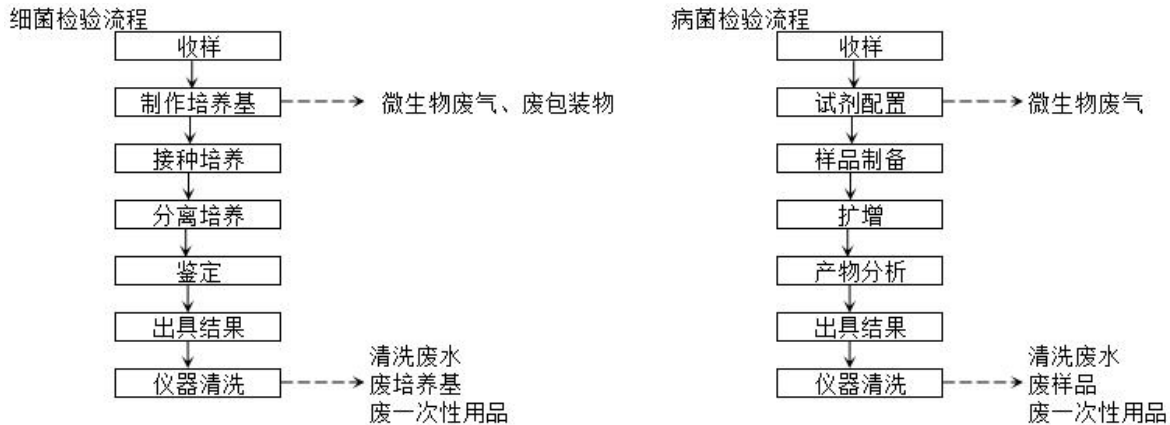 细菌检验流程
收样
制作培养基
微生物废气、废包装物
接种培养
分离培养
鉴定
出具结果
仪器清洗
清洗废水
废培养基
废一次性用品
病菌检验流程
收样
试剂配置
微生物废气
样品制备
扩增
产物分析
出具结果
仪器清洗
清洗废水
废样品
废一次性用品